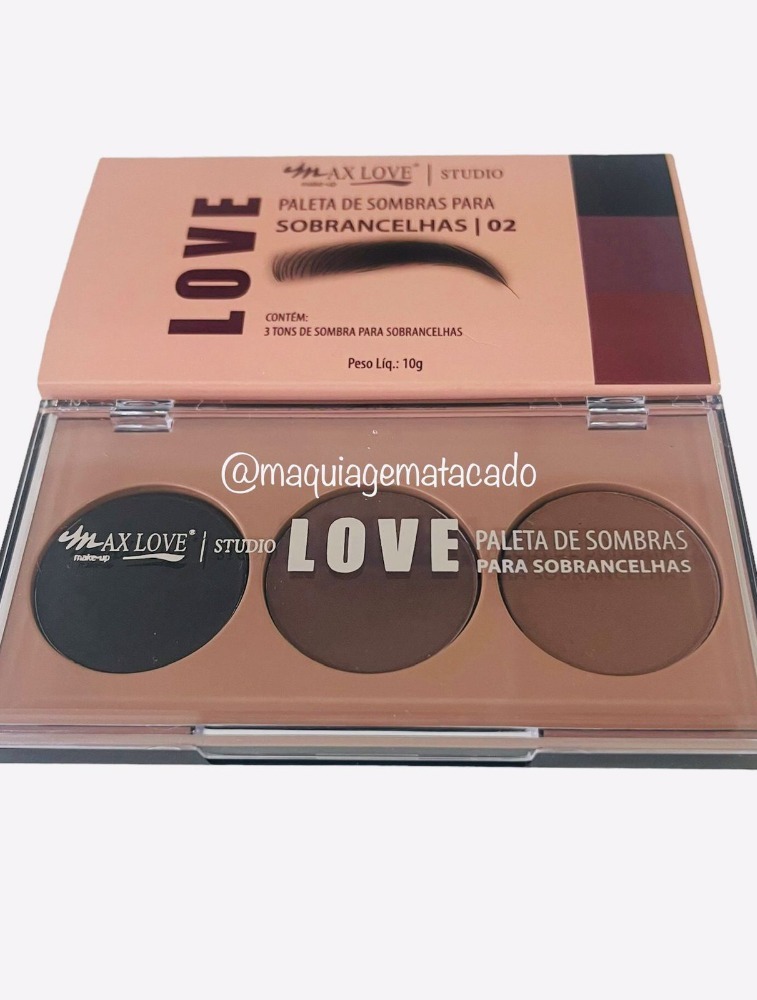 MAX LOVE® | STUDIO
make-up
LOVE
PALETA DE SOMBRAS PARA
SOBRANCELHAS | 02
CONTÉM:
3 TONS DE SOMBRA PARA SOBRANCELHAS
Peso Líq.: 10g
@maquiagematacado
MAX LOVE® | STUDIO
make-up
LOVE
PALETA DE SOMBRAS
PARA SOBRANCELHAS